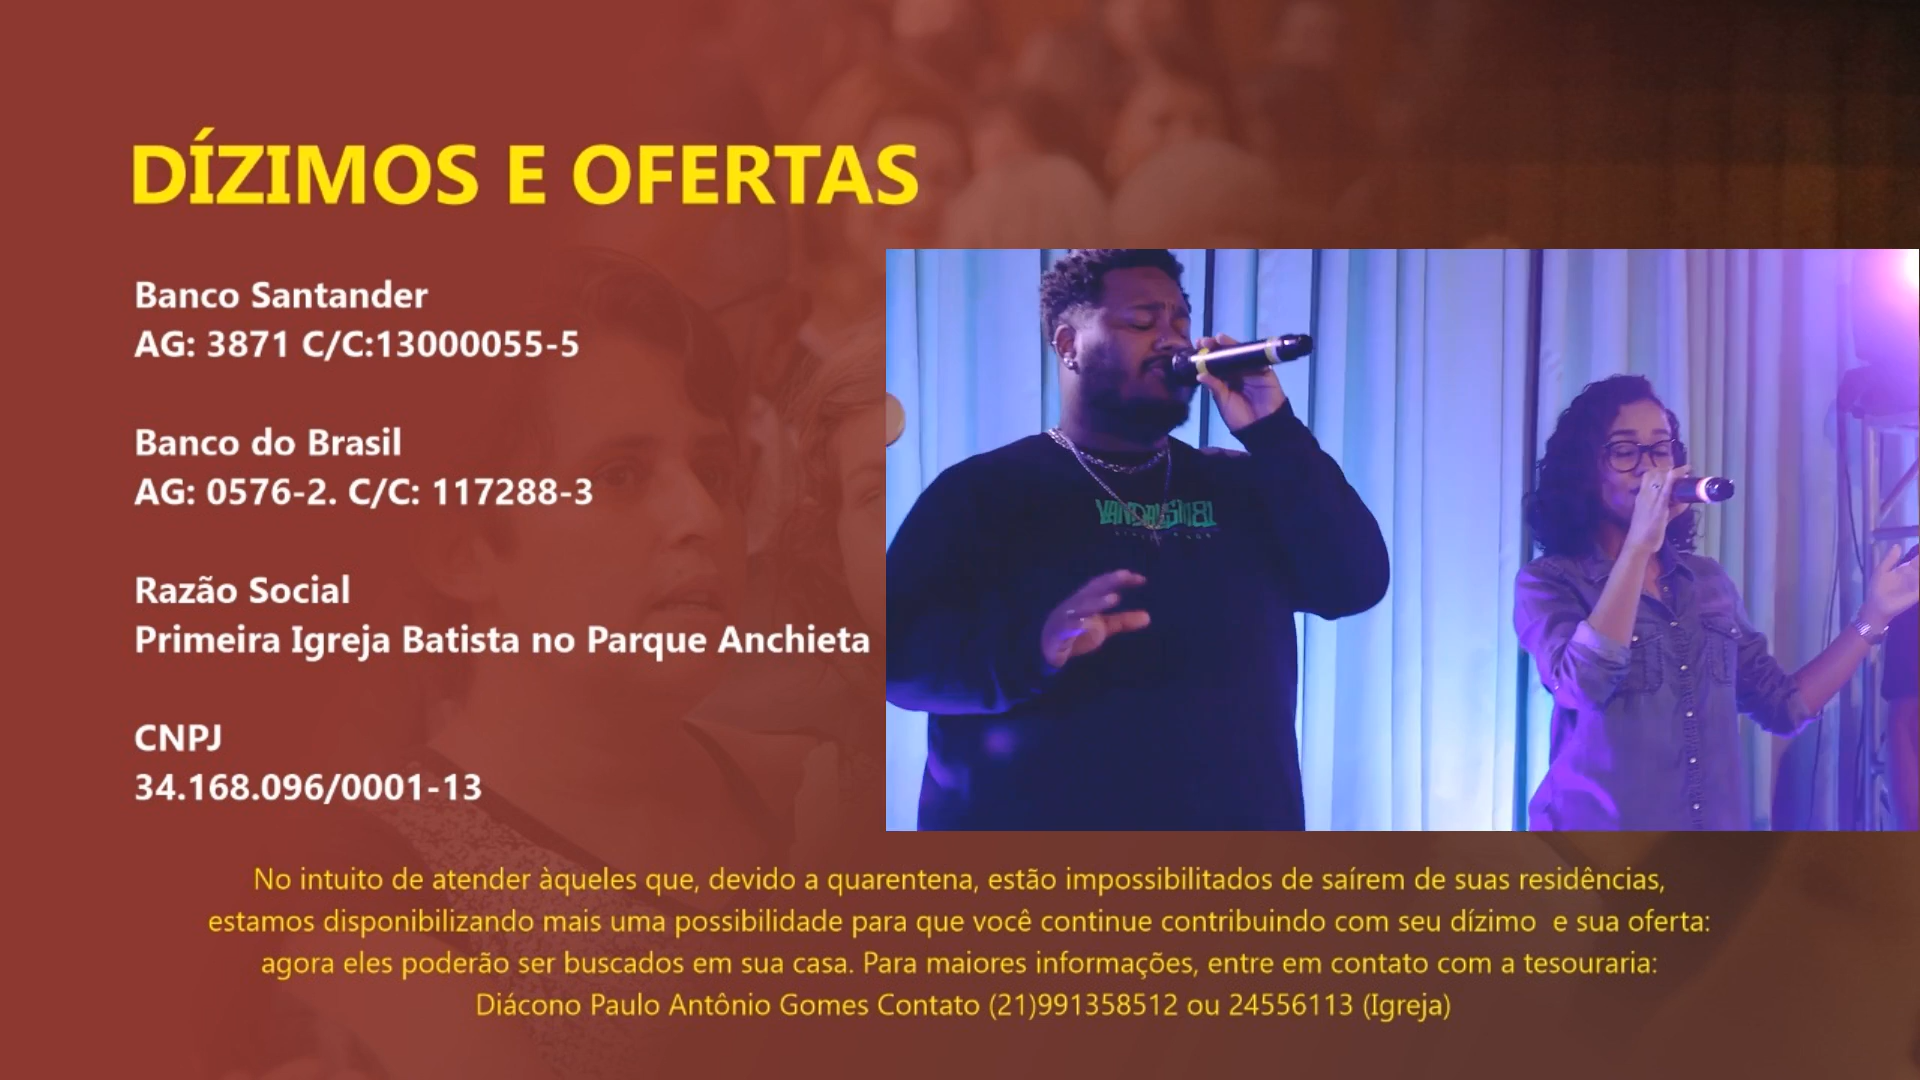 DÍZIMOS E OFERTAS
Banco Santander
AG: 3871 C/C:13000055-5
Banco do Brasil
AG: 0576-2. C/C: 117288-3
Razão Social
Primeira Igreja Batista no Parque Anchieta
CNPJ
34.168.096/0001-13
No intuito de atender àqueles que, devido a quarentena, estão impossibilitados de saírem de suas residências,
estamos disponibilizando mais uma possibilidade para que você continue contribuindo com seu dízimo  e sua oferta:
agora eles poderão ser buscados em sua casa. Para maiores informações, entre em contato com a tesouraria:
Diácono Paulo Antônio Gomes Contato (21)991358512 ou 24556113 (Igreja)